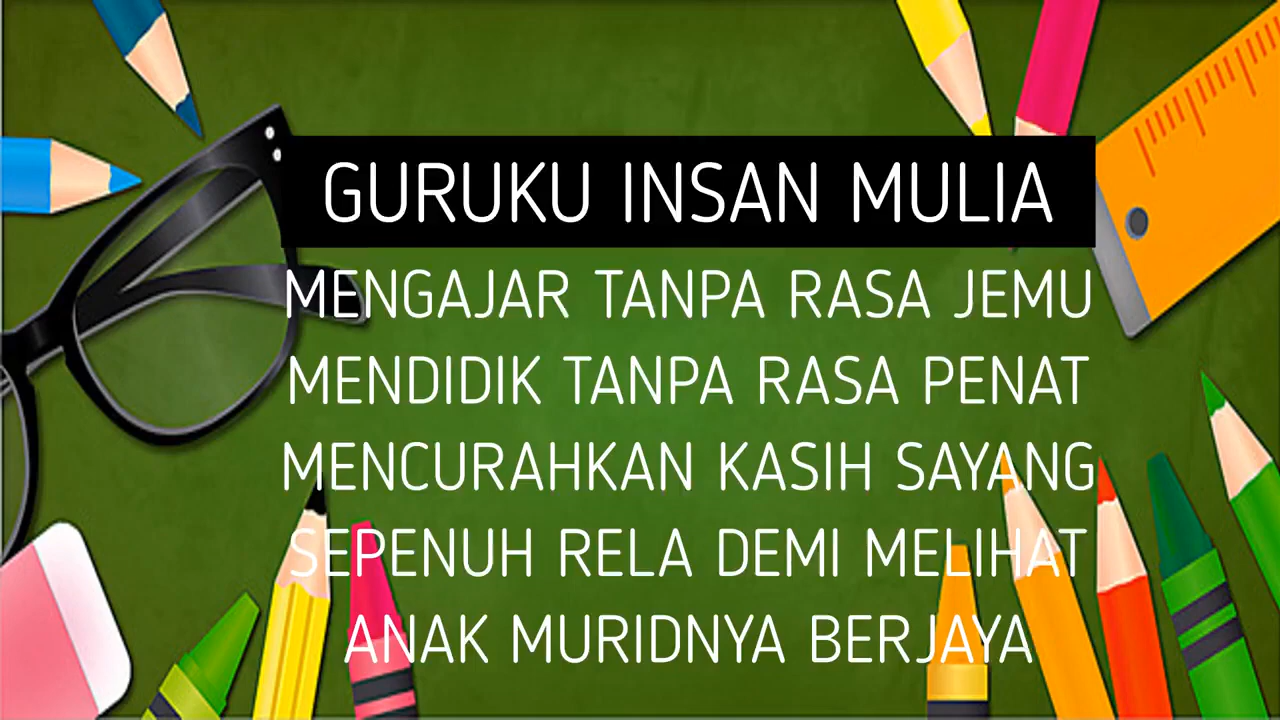 GURUKU INSAN MULIA
MENGAJAR TANPA RASA JEMU
MENDIDIK TANPA RASA PENAT
MENCURAHKAN KASIH SAYANG
SEPENUH RELA DEMI MELIHAT
ANAK MURIDNYA BERJAYA